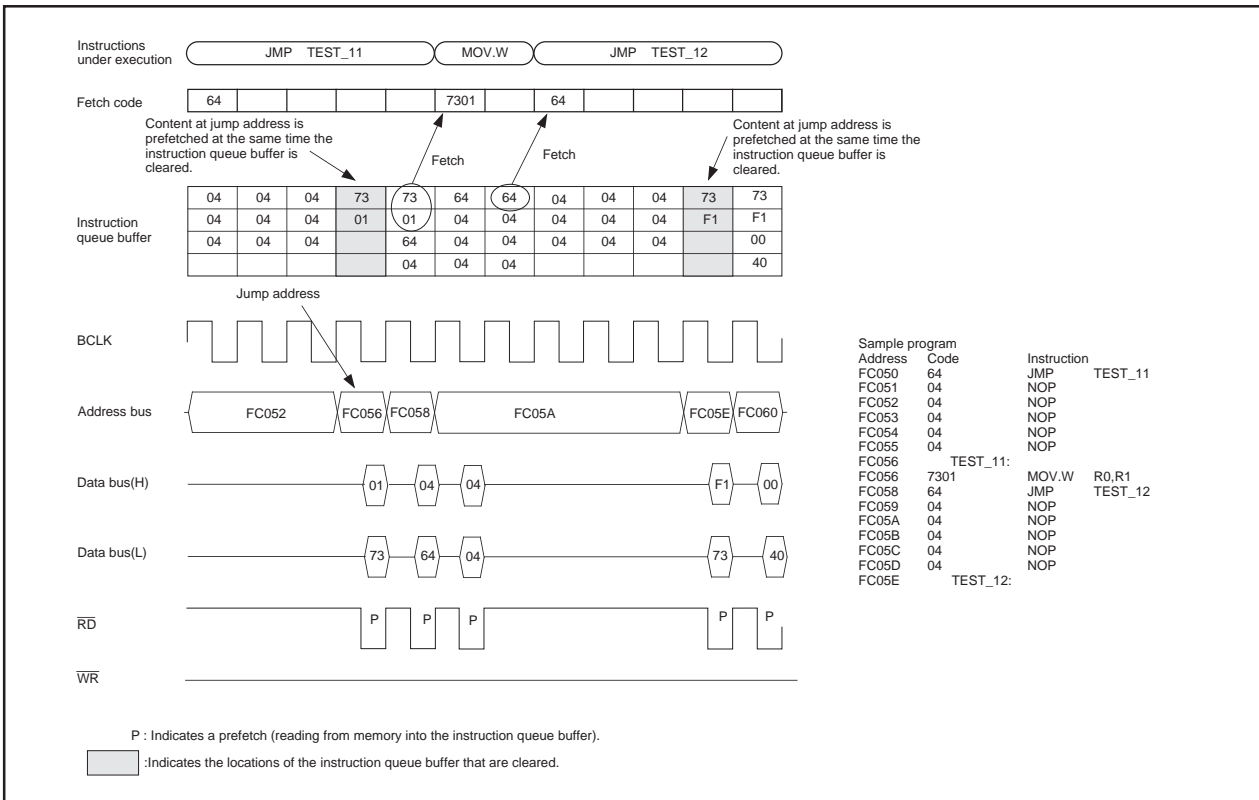 Instructions
under execution
JMP TEST_11
MOV.W
JMP TEST_12
Fetch code
64 7301 64
Content at jump address is
prefetched at the same time the
instruction queue buffer is
cleared.
Fetch
Fetch
Content at jump address is
prefetched at the same time the
instruction queue buffer is
cleared.
Instruction
queue buffer
04 04 04 73 73 64 64 04 04 04 73 73
04 04 04 01 01 04 04 04 04 04 F1 F1
04 04 04 64 04 04 04 04 04 00
04 04 04 40
Jump address
BCLK
Address bus
FC052 FC056 FC058 FC05A FC05E FC060
Data bus(H)
01 04 04 F1 00
Data bus(L)
73 64 04 73 40
RD
P P P P P
WR
Sample program
Address Code Instruction
FC050 64 JMP TEST_11
FC051 04 NOP
FC052 04 NOP
FC053 04 NOP
FC054 04 NOP
FC055 04 NOP
FC056 TEST_11:
FC056 7301 MOV.W R0,R1
FC058 64 JMP TEST_12
FC059 04 NOP
FC05A 04 NOP
FC05B 04 NOP
FC05C 04 NOP
FC05D 04 NOP
FC05E TEST_12:
P : Indicates a prefetch (reading from memory into the instruction queue buffer).
:Indicates the locations of the instruction queue buffer that are cleared.